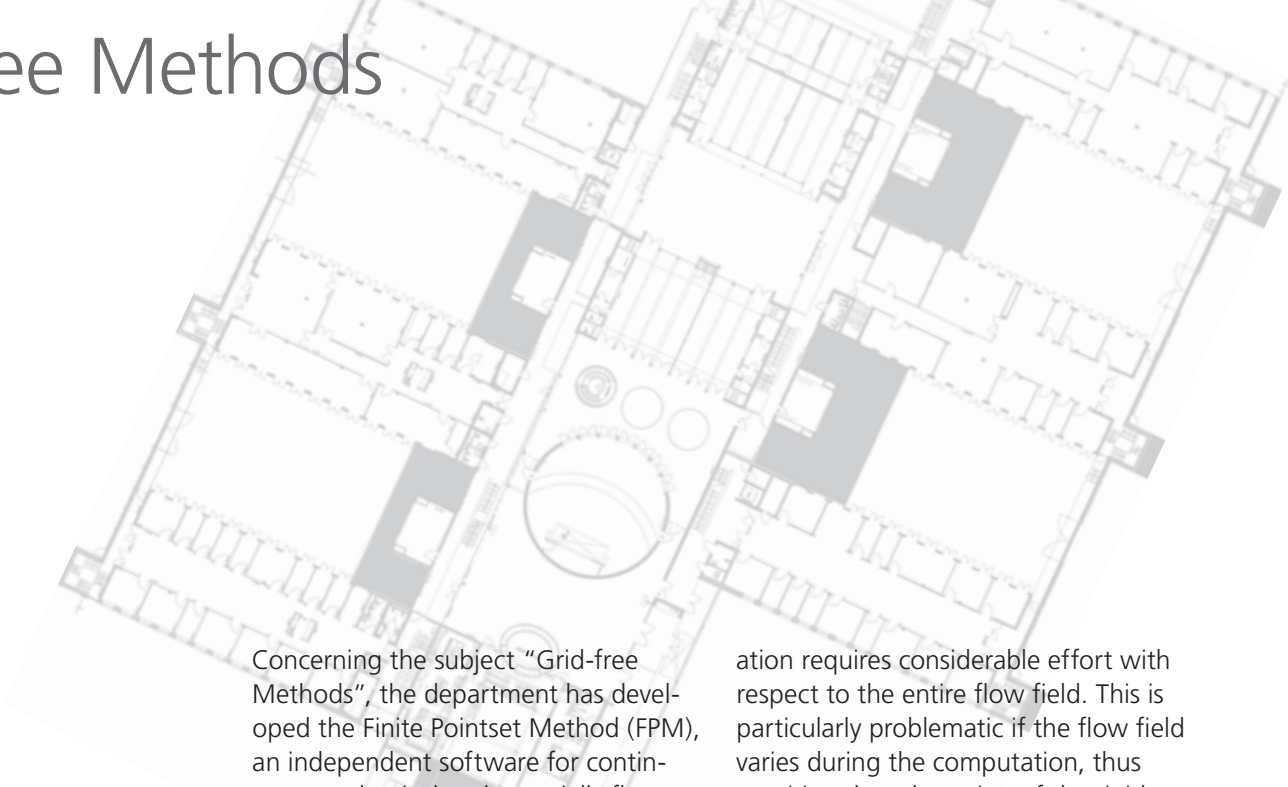 ee Methods
Concerning the subject “Grid-free
Methods”, the department has devel-
oped the Finite Pointset Method (FPM),
an independent software for contin-
ation requires considerable effort with
respect to the entire flow field. This is
particularly problematic if the flow field
varies during the computation, thus